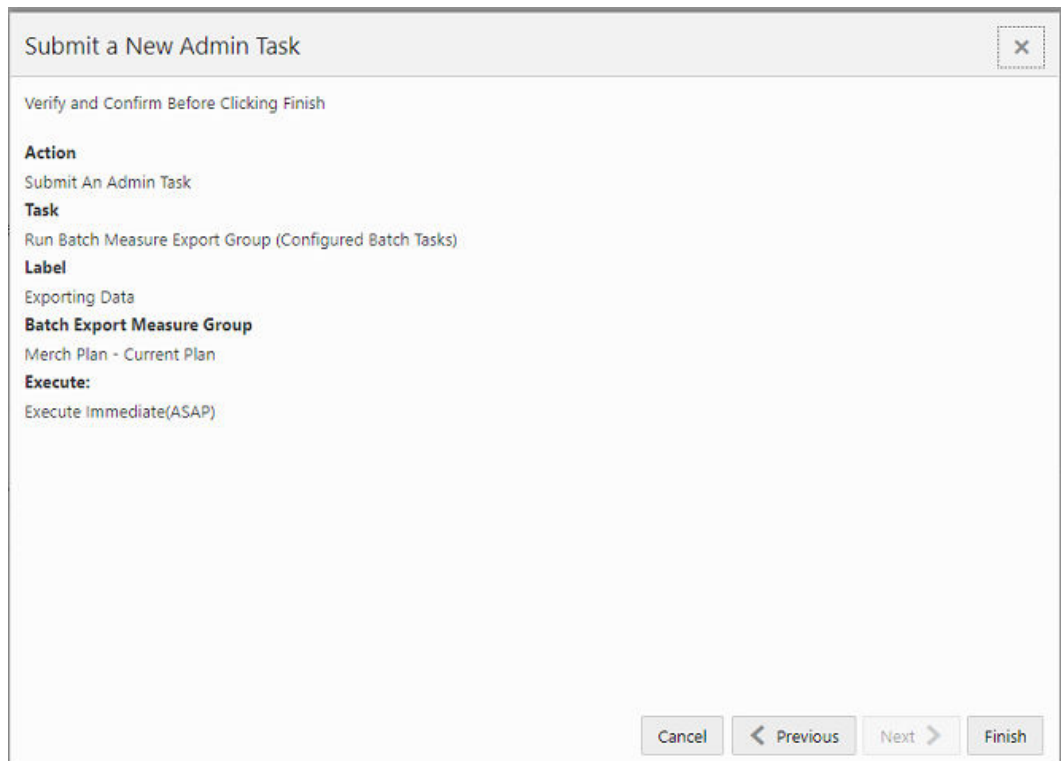 Submit a New Admin Task
Verify and Confirm Before Clicking Finish
Action
Submit An Admin Task
Task
Run Batch Measure Export Group (Configured Batch Tasks)
Label
Exporting Data
Batch Export Measure Group
Merch Plan - Current Plan
Execute:
Execute Immediate(ASAP)
Cancel Previous Next Finish